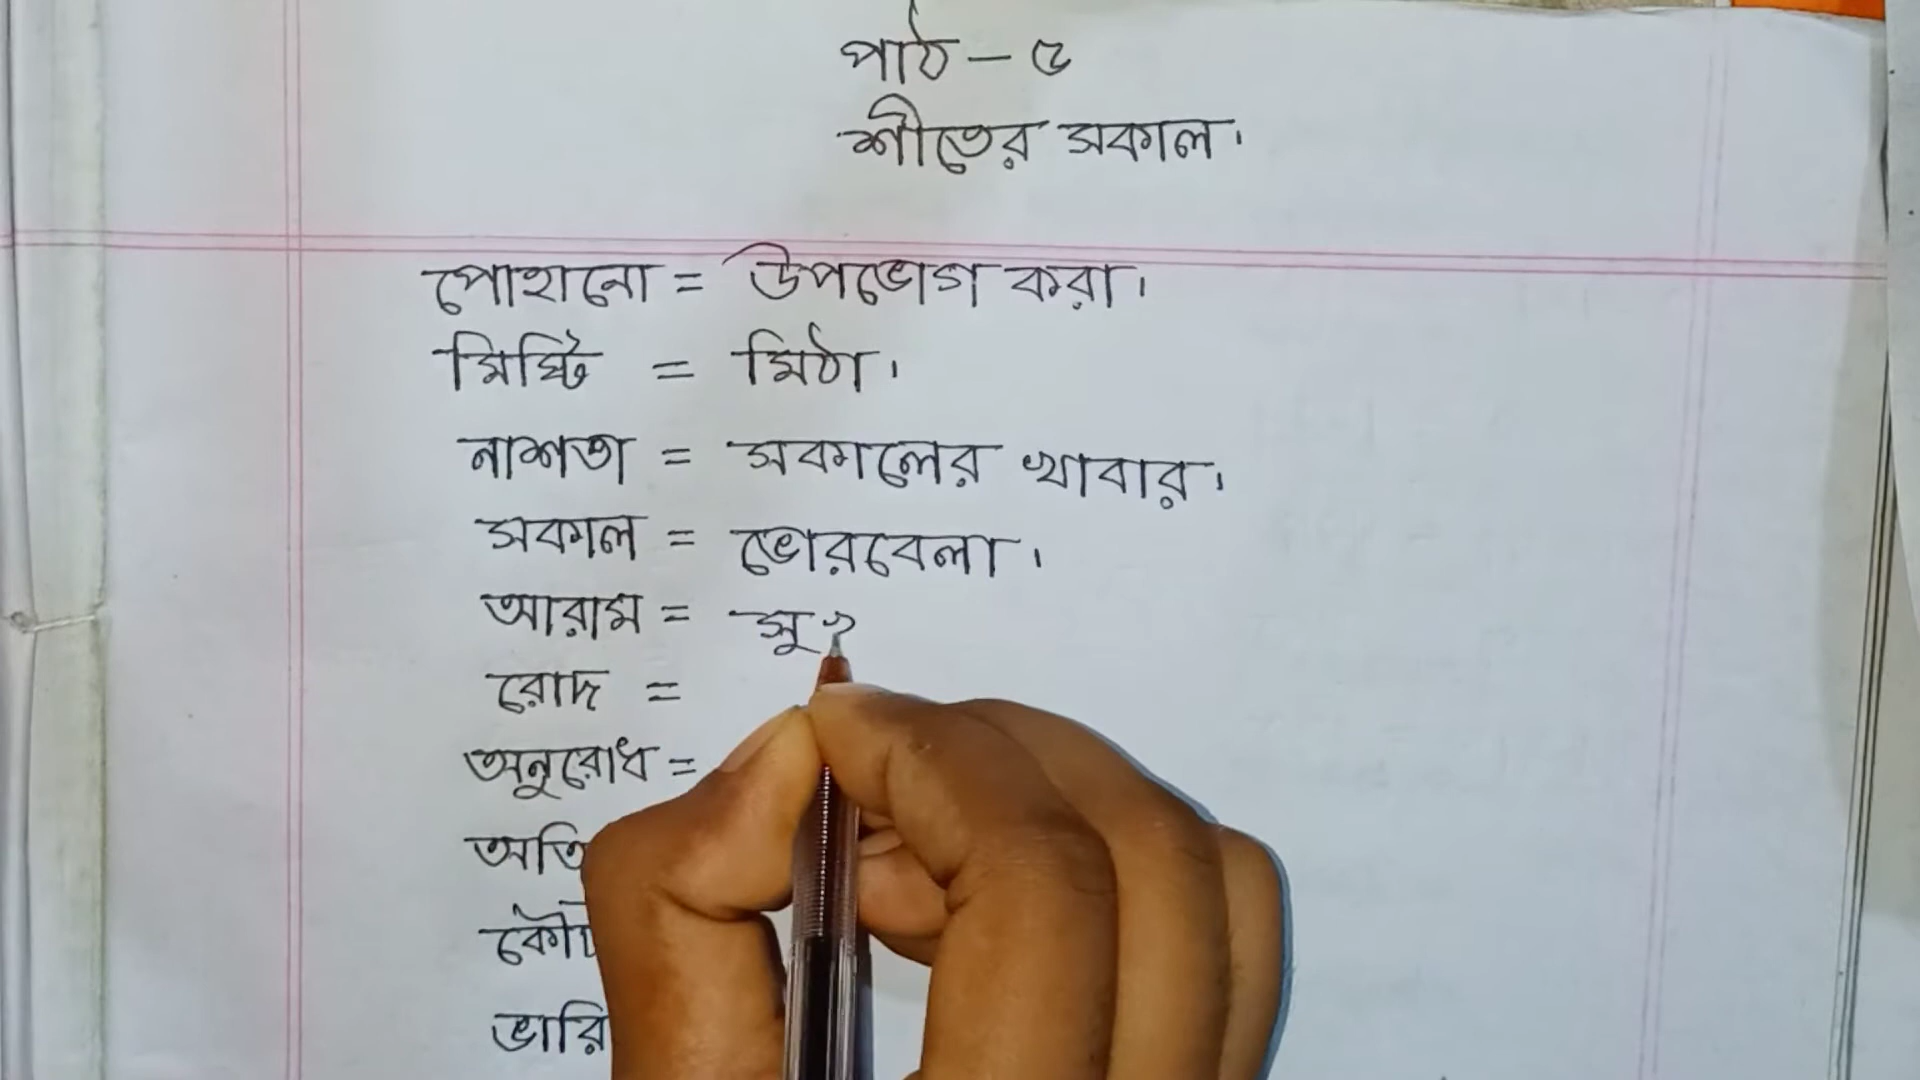 পাঠ – ৫
শীতের সকাল।
পোহানো = উপভোগ করা।
মিষ্টি = মিঠা।
নাশতা = সকালের খাবার।
সকাল = ভোরবেলা।
আরাম = সু
রোদ =
অনুরোধ =